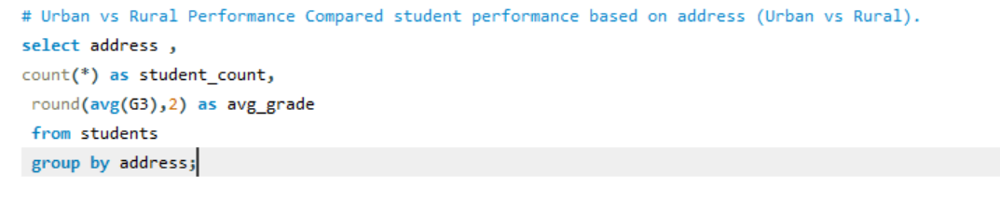 # Urban vs Rural Performance Compared student performance based on address (Urban vs Rural).
select address ,
count(*) as student_count,
round(avg(G3),2) as avg_grade
from students
group by address;